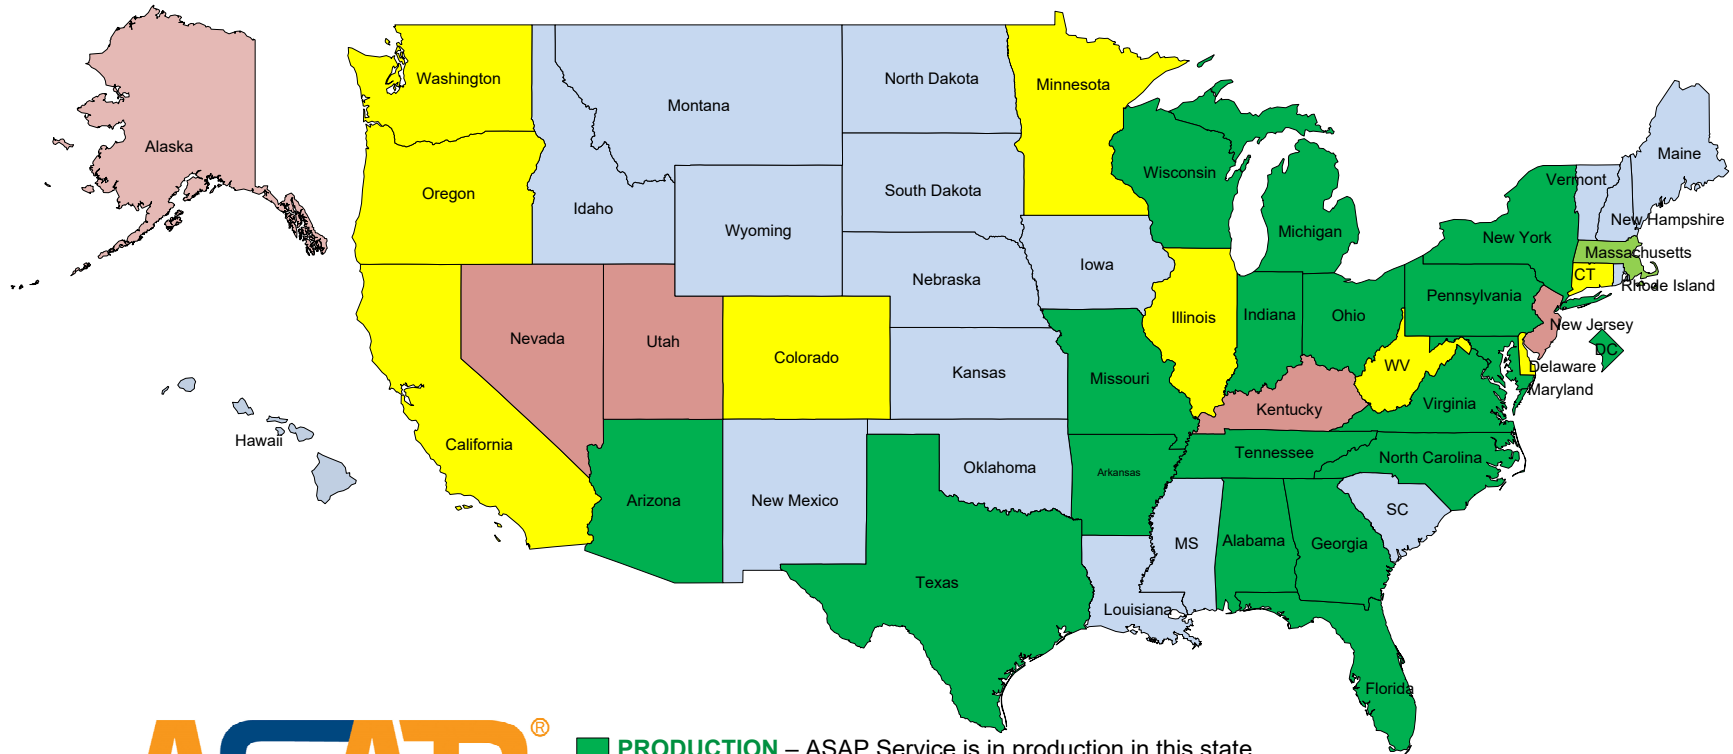 Washington
Montana
North Dakota
Minnesota
Alaska
Oregon
Idaho
Wyoming
South Dakota
Wisconsin
Michigan
Maine
Vermont
New Hampshire
New York
Massachusetts
CT
Rhode Island
Iowa
Nebraska
Pennsylvania
Nevada
Utah
Colorado
Kansas
Missouri
Illinois
Indiana
Ohio
New Jersey
DC
WV
Delaware
Maryland
Virginia
Kentucky
Hawaii
California
Arizona
New Mexico
Oklahoma
Arkansas
Tennessee
North Carolina
SC
Texas
Louisiana
MS
Alabama
Georgia
Florida
ASAP®
PRODUCTION – ASAP Service is in production in this state